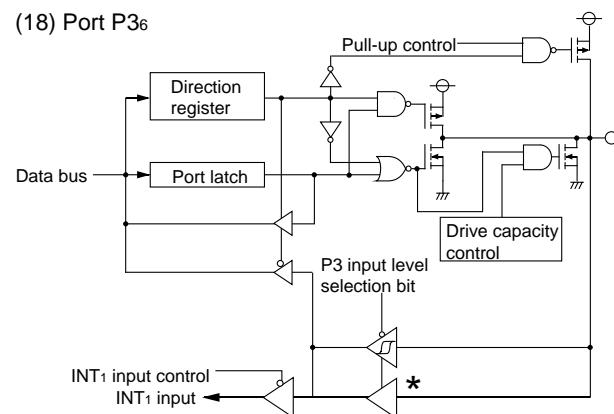 (18) Port P3₆
Pull-up control
Direction
register
Data bus
Port latch
Drive capacity
control
P3 input level
selection bit
*
INT₁ input control
INT₁ input